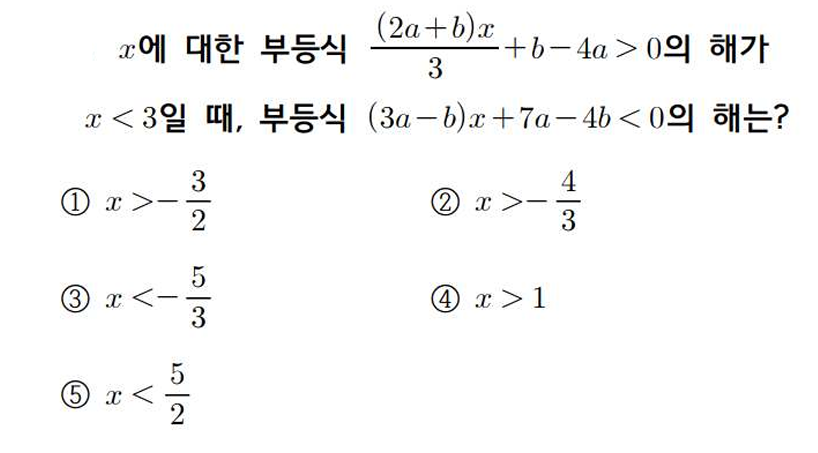 x에 대한 부등식 \frac{(2a+b)x}{3}+b-4a>0의 해가
x<3일 때, 부등식 (3a-b)x+7a-4b<0의 해는?
① x>-\frac{3}{2} ② x>-\frac{4}{3}
③ x<-\frac{5}{3} ④ x>1
⑤ x<\frac{5}{2}